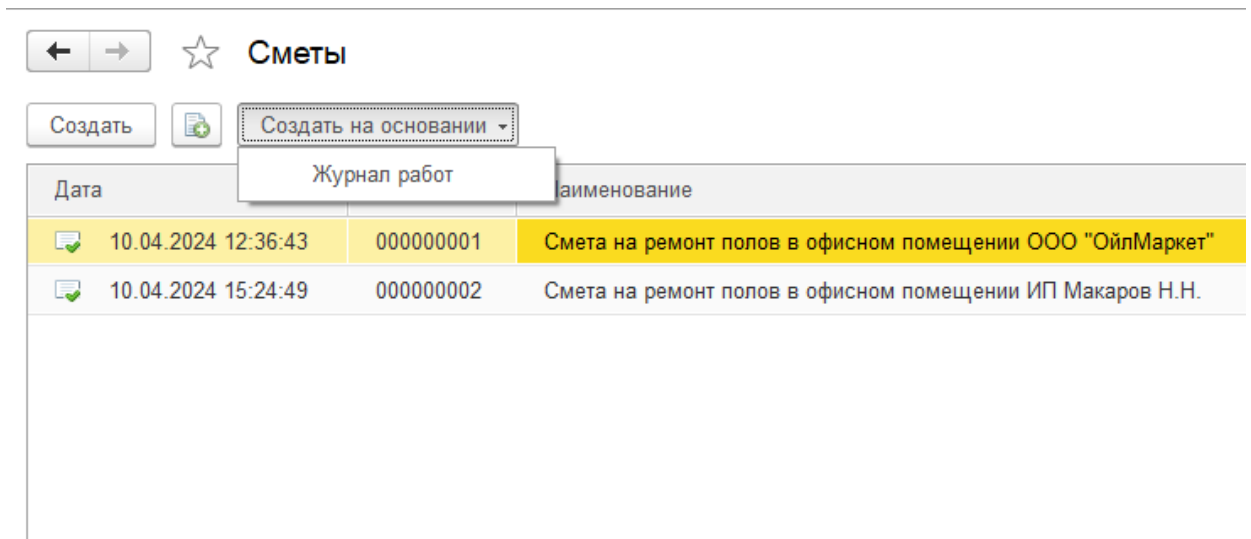 Сметы
Создать Создать на основании
Журнал работ
Дата аименование
10.04.2024 12:36:43 000000001 Смета на ремонт полов в офисном помещении ООО "ОйлМаркет"
10.04.2024 15:24:49 000000002 Смета на ремонт полов в офисном помещении ИП Макаров Н.Н.